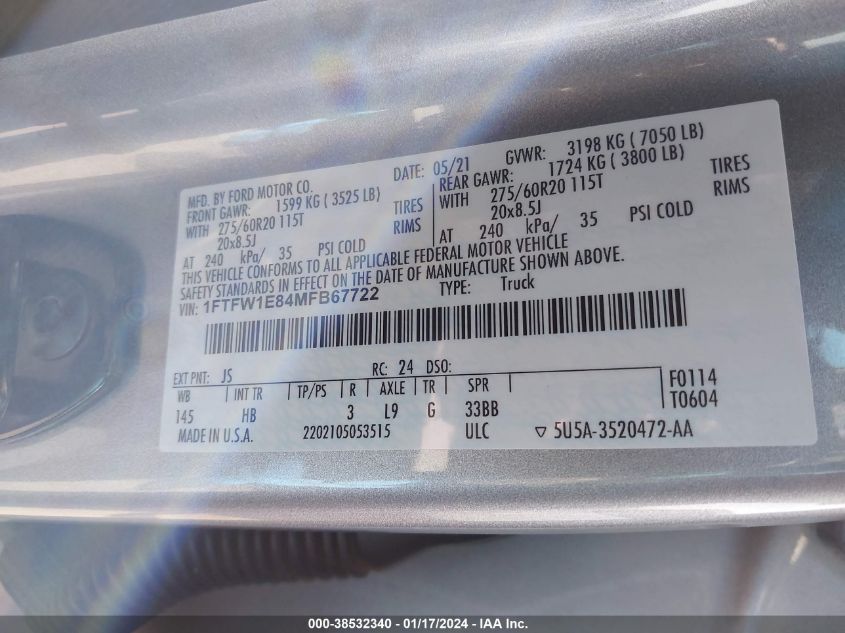 MFD. BY FORD MOTOR CO.
DATE: 05/21 GVWR: 3198 KG ( 7050 LB)
FRONT GAWR: 1599 KG ( 3525 LB)
REAR GAWR: 1724 KG ( 3800 LB)
WITH 275/60R20 115T TIRES
WITH 275/60R20 115T TIRES
20x8.5J RIMS
20x8.5J RIMS
AT 240 kPa/ 35 PSI COLD
AT 240 kPa/ 35 PSI COLD
THIS VEHICLE CONFORMS TO ALL APPLICABLE FEDERAL MOTOR VEHICLE
SAFETY STANDARDS IN EFFECT ON THE DATE OF MANUFACTURE SHOWN ABOVE.
VIN: 1FTFW1E84MFB67722 TYPE: Truck
EXT PNT: JS RC: 24 DSO:
WB INT TR TP/PS R AXLE TR SPR F0114
145 HB 3 L9 G 33BB T0604
MADE IN U.S.A. 2202105053515 ULC ▽ 5U5A-3520472-AA
000-38532340 - 01/17/2024 - IAA Inc.